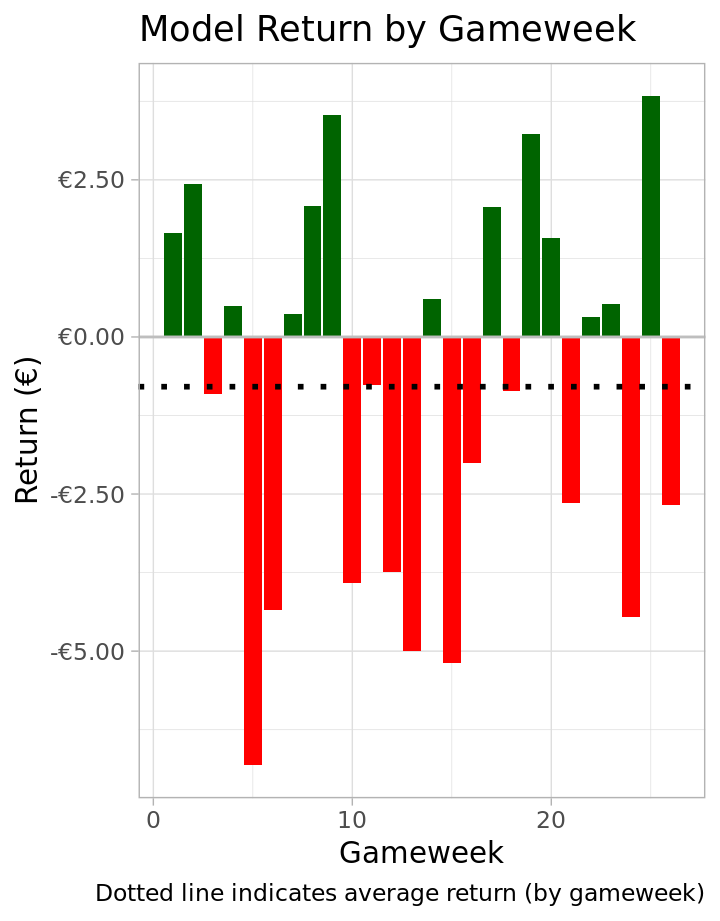 Model Return by Gameweek
Return (€)
€2.50
€0.00
-€2.50
-€5.00
0 10 20
Gameweek
Dotted line indicates average return (by gameweek)